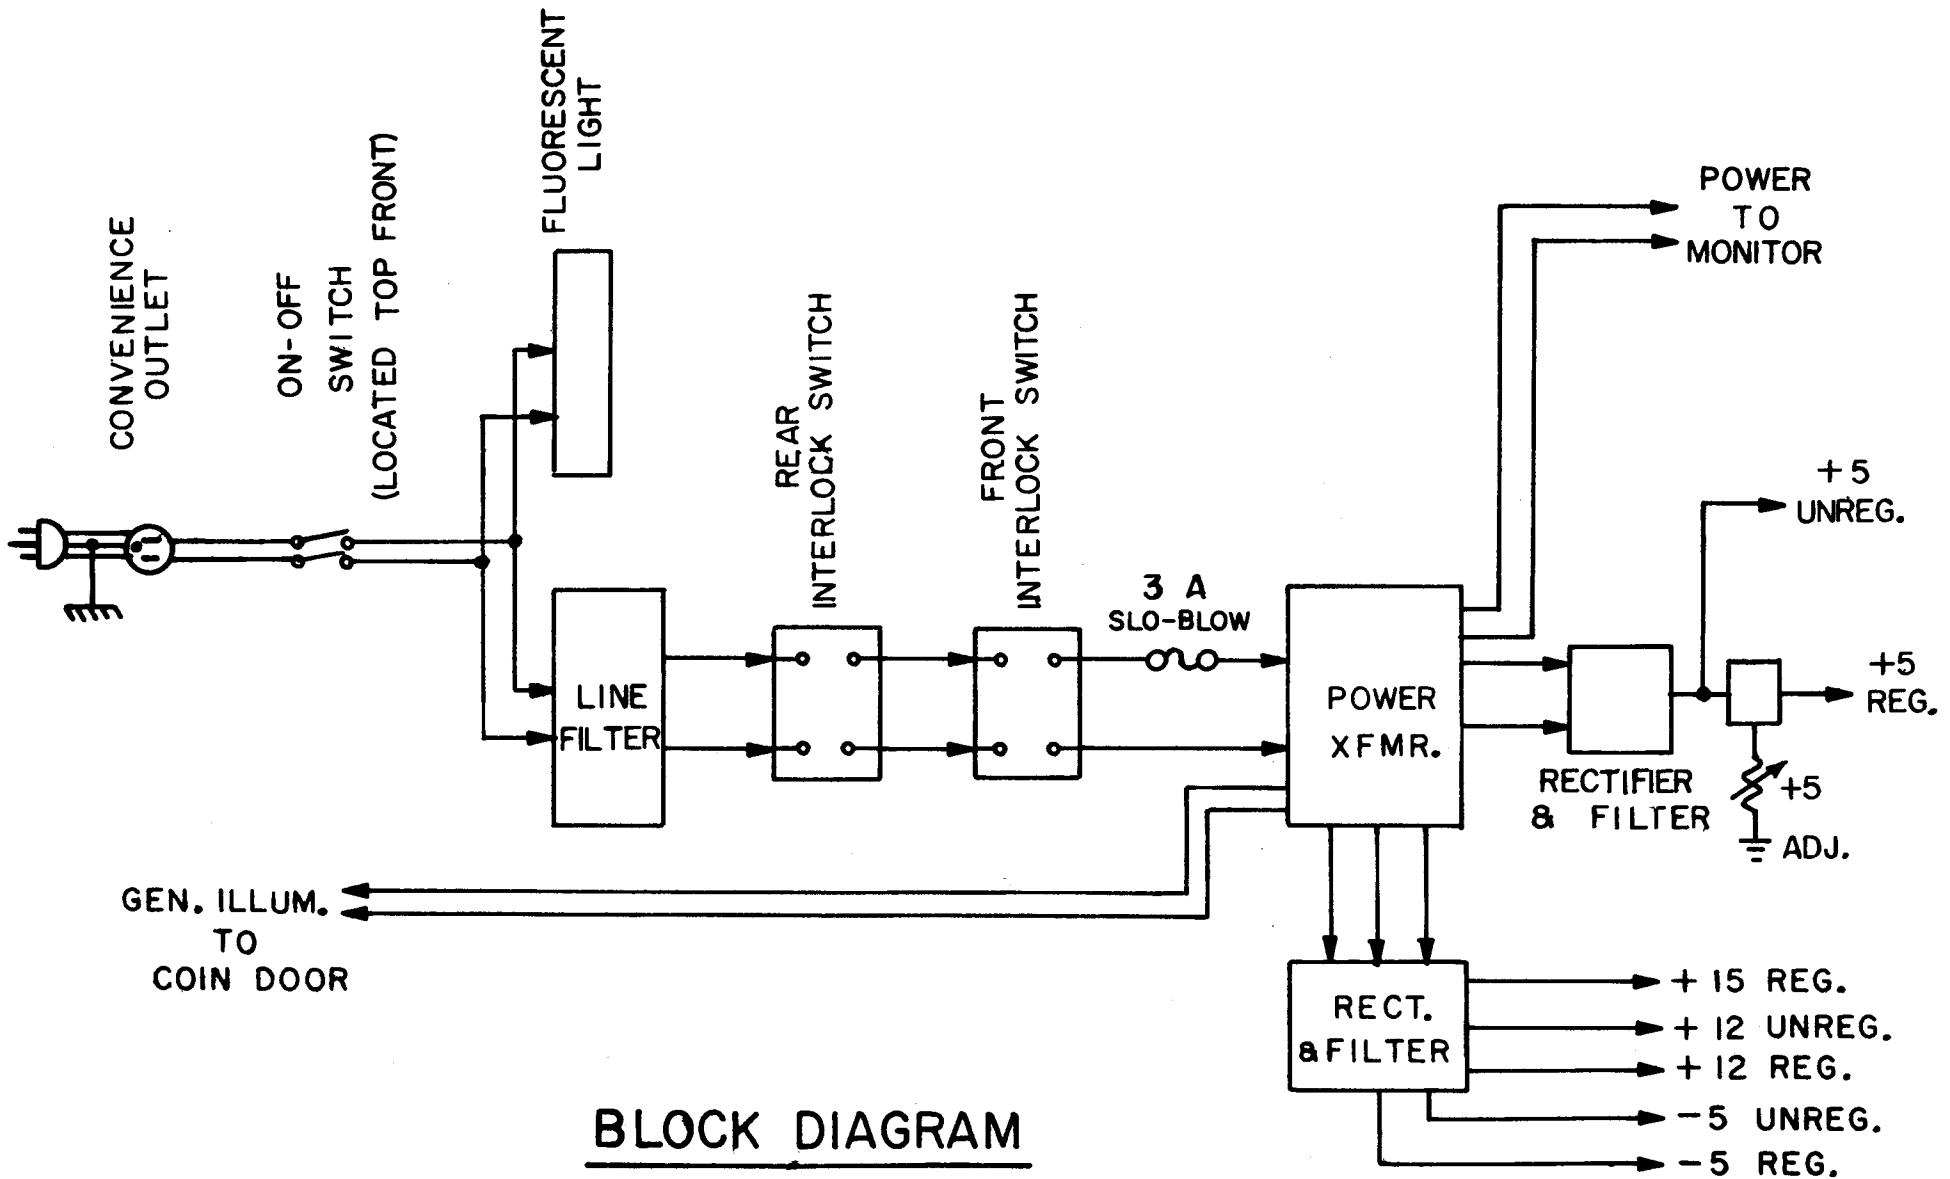 CONVENIENCE
OUTLET
ON-OFF
SWITCH
(LOCATED TOP FRONT)
FLUORESCENT
LIGHT
REAR
INTERLOCK SWITCH
FRONT
INTERLOCK SWITCH
3 A
SLO-BLOW
POWER
TO
MONITOR
+5
UNREG.
+5
REG.
LINE
FILTER
POWER
XFMR.
RECTIFIER
& FILTER
+5
ADJ.
GEN. ILLUM.
TO
COIN DOOR
RECT.
& FILTER
+ 15 REG.
+ 12 UNREG.
+ 12 REG.
- 5 UNREG.
- 5 REG.
BLOCK DIAGRAM